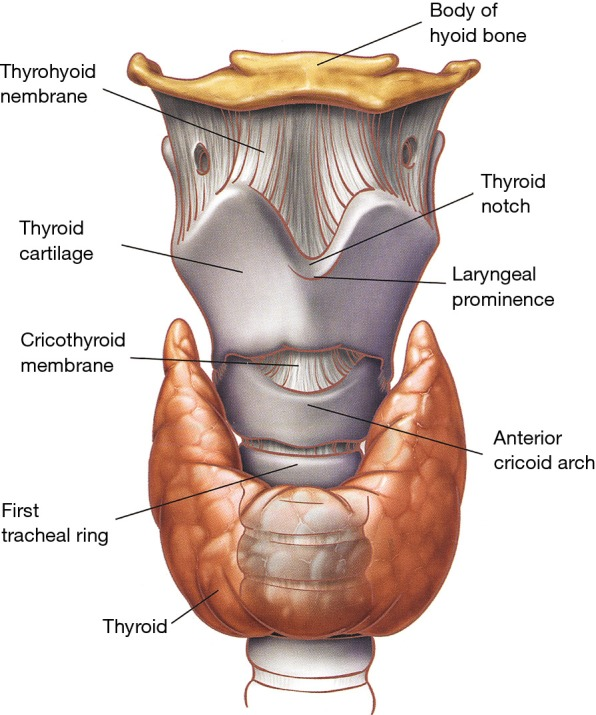 Body of
hyoid bone
Thyrohyoid
nembrane
Thyroid
notch
Thyroid
cartilage
Laryngeal
prominence
Cricothyroid
membrane
Anterior
cricoid arch
First
tracheal ring
Thyroid